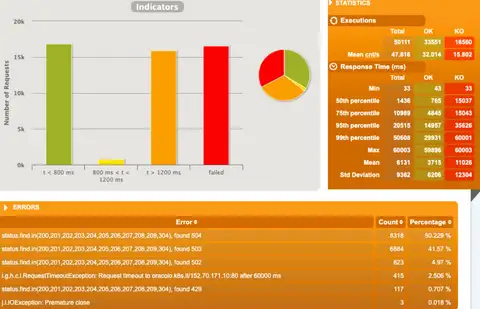 Indicators
20k
15k
10k
5k
0k
Number of Requests
t < 800 ms
800 ms < t < 1200 ms
t > 1200 ms
failed
STATISTICS
Executions
Total OK KO
50111 33551 16560
Mean cnt/s 47.816 32.014 15.802
Response Time (ms)
Total OK KO
Min 33 43 33
50th percentile 1436 765 15037
75th percentile 10989 4845 15043
95th percentile 20515 14957 35626
99th percentile 50608 29931 60001
Max 60003 59896 60003
Mean 6131 3715 11026
Std Deviation 9362 6286 12304
ERRORS
Error Count Percentage
status.find.in(200,201,202,203,204,205,206,207,208,209,304), found 504 8318 50.229 %
status.find.in(200,201,202,203,204,205,206,207,208,209,304), found 503 6884 41.57 %
status.find.in(200,201,202,203,204,205,206,207,208,209,304), found 502 823 4.97 %
i.g.h.c.i.RequestTimeoutException: Request timeout to oracolo k8s.it/152.70.171.10:80 after 60000 ms 415 2.506 %
status.find.in(200,201,202,203,204,205,206,207,208,209,304), found 429 117 0.707 %
j.i.IOException: Premature close 3 0.018 %